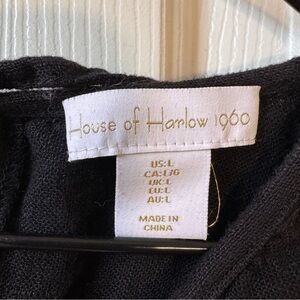 House of Harlow 1960
US:L
CA:L/G
UK:L
EU:L
AU:L
MADE IN
CHINA